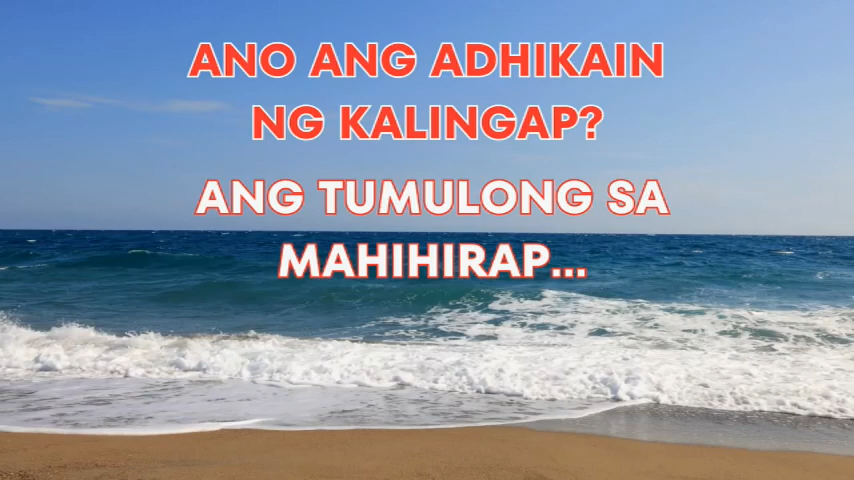 ANO ANG ADHIKAIN
NG KALINGAP?
ANG TUMULONG SA
MAHIHIRAP...